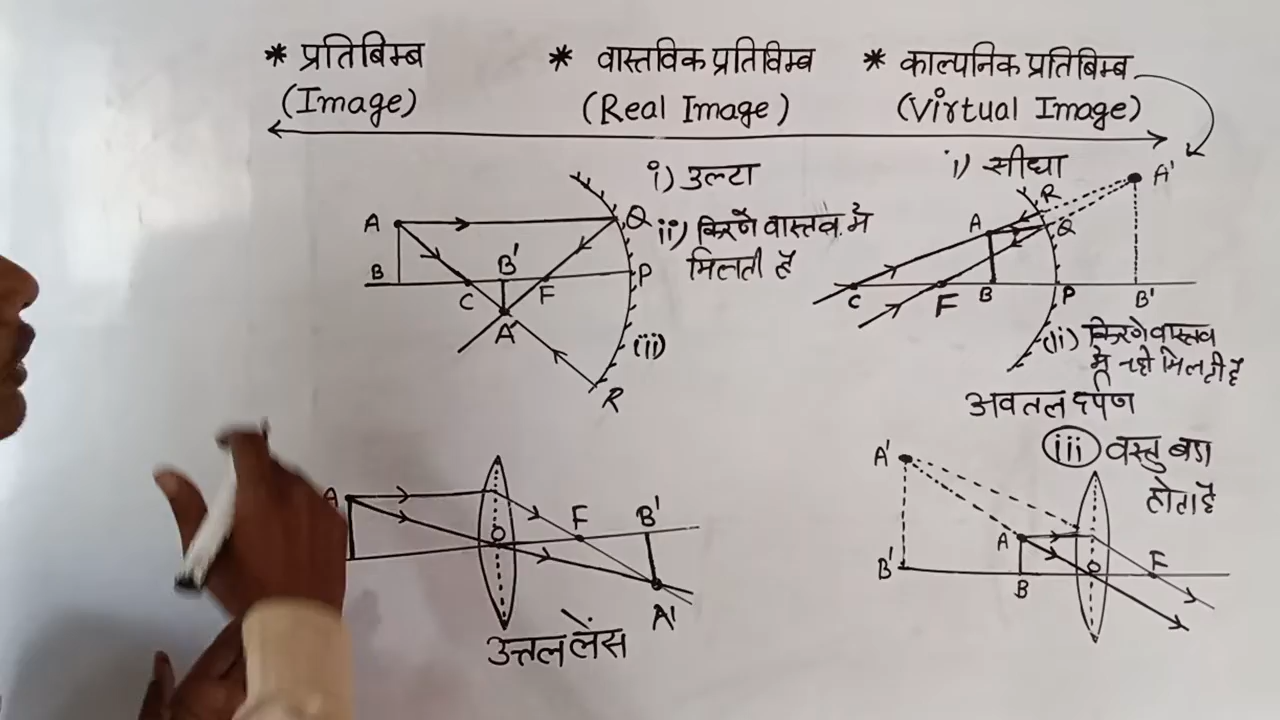 * प्रतिबिम्ब
(Image)
* वास्तविक प्रतिविम्ब
(Real Image)
* काल्पनिक प्रतिबिम्ब
(Virtual Image)
i) उल्टा
ii) किरणें वास्तव में
मिलती है
A
B
C
B'
F
A'
Q
P
(ii)
R
i) सीधा
A'
R
A
Q
C
F
B
P
B'
(ii) किरणे वास्तव
में नही मिलती है
अवतल दर्पण
A
O
F
B'
A'
उत्तल लेंस
(iii) वस्तु बड़ा
होता है
A'
B'
A
B
O
F